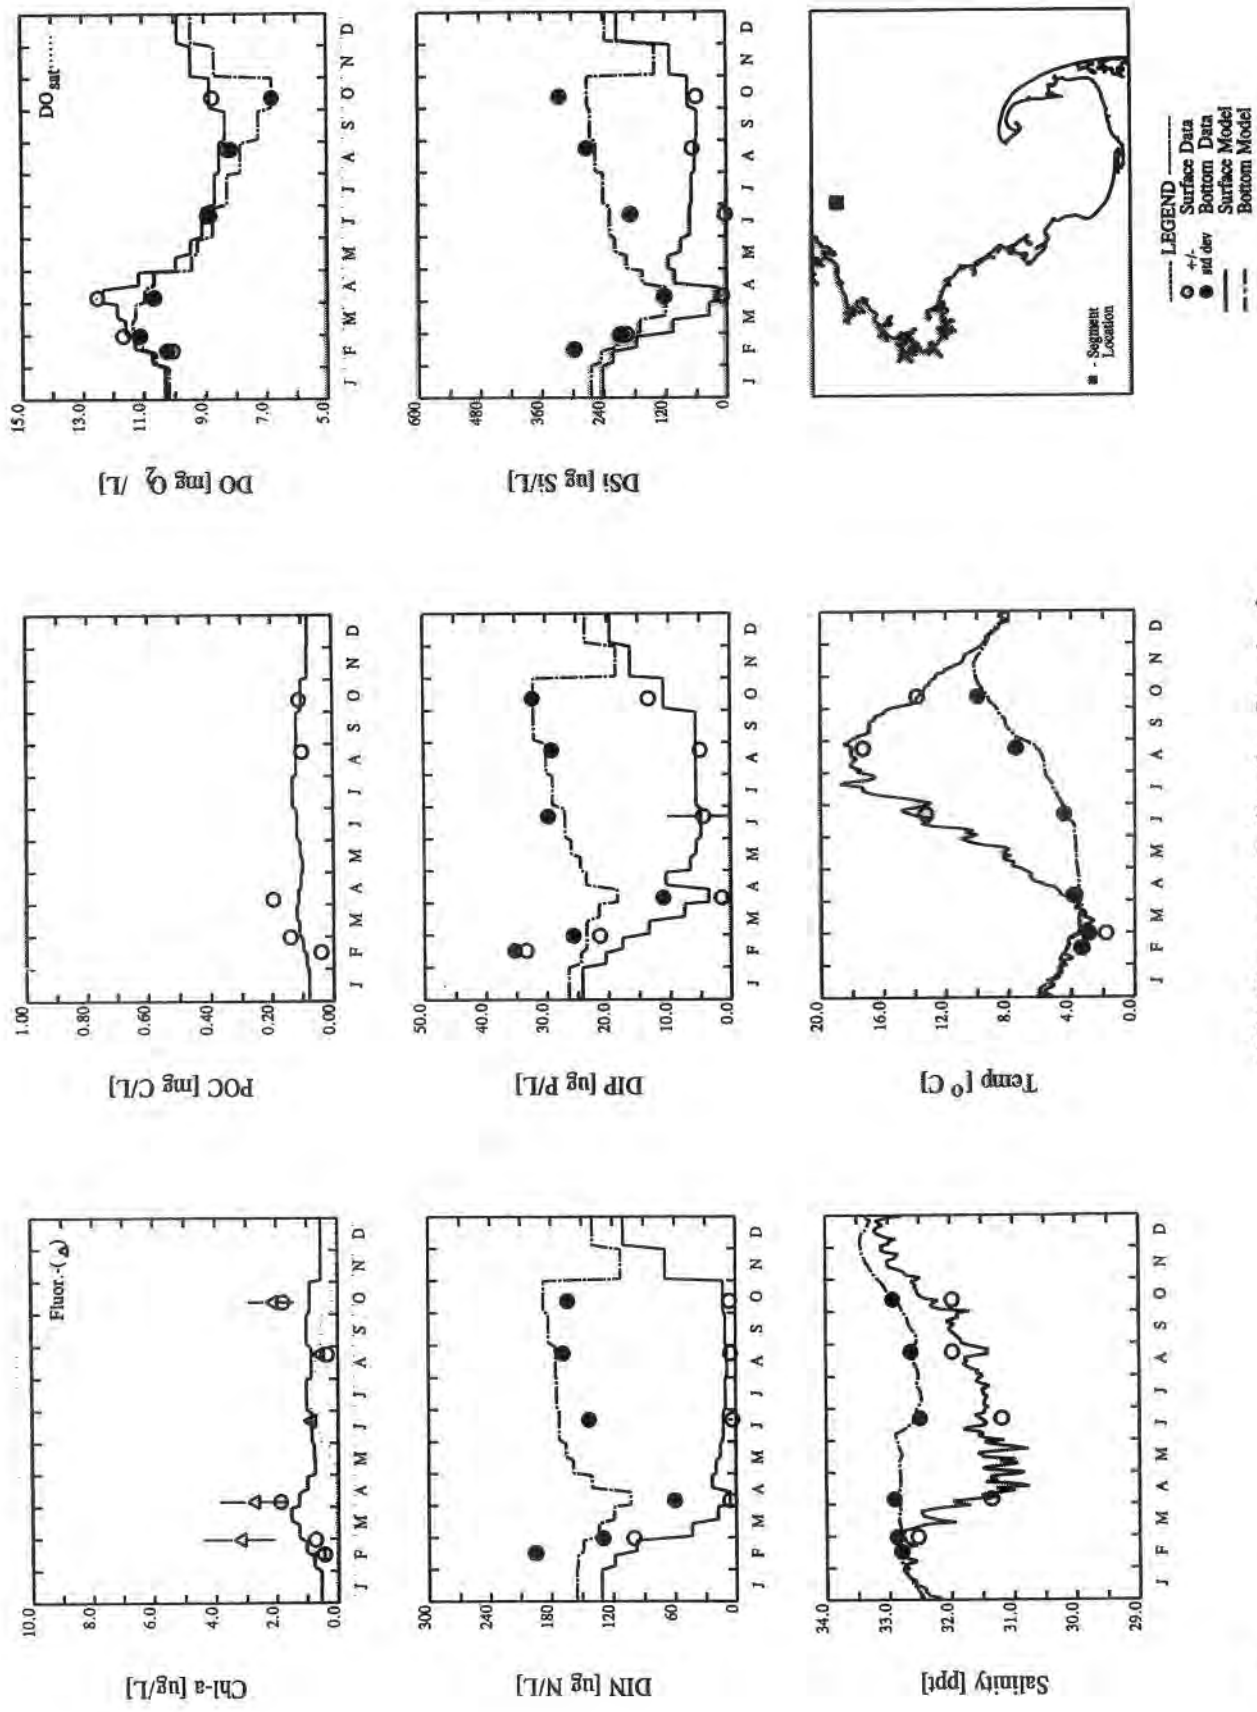 Chl-a [ug/L]
10.0
8.0
6.0
4.0
2.0
0.0
Fluor.-(△)
J F M A M J J A S O N D
POC [mg C/L]
1.00
0.80
0.60
0.40
0.20
0.00
J F M A M J J A S O N D
DO [mg O2 /L]
15.0
13.0
11.0
9.0
7.0
5.0
DO sat ......
J F M A M J J A S O N D
DIN [ug N/L]
300
240
180
120
60
0
J F M A M J J A S O N D
DIP [ug P/L]
50.0
40.0
30.0
20.0
10.0
0.0
J F M A M J J A S O N D
DSi [ug Si/L]
600
480
360
240
120
0
J F M A M J J A S O N D
Salinity [ppt]
34.0
33.0
32.0
31.0
30.0
29.0
J F M A M J J A S O N D
Temp [° C]
20.0
16.0
12.0
8.0
4.0
0.0
J F M A M J J A S O N D
■ - Segment
Location
-------- LEGEND --------
○ +/- Surface Data
● std dev Bottom Data
Surface Model
Bottom Model